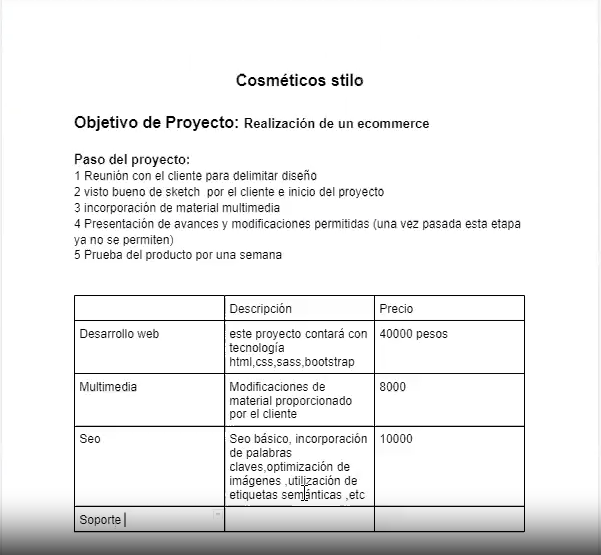 Cosméticos stilo
Objetivo de Proyecto: Realización de un ecommerce
Paso del proyecto:
1 Reunión con el cliente para delimitar diseño
2 visto bueno de sketch por el cliente e inicio del proyecto
3 incorporación de material multimedia
4 Presentación de avances y modificaciones permitidas (una vez pasada esta etapa
ya no se permiten)
5 Prueba del producto por una semana
Descripción Precio
Desarrollo web este proyecto contará con 40000 pesos
tecnología
html,css,sass,bootstrap
Multimedia Modificaciones de 8000
material proporcionado
por el cliente
Seo Seo básico, incorporación 10000
de palabras
claves,optimización de
imágenes ,utilización de
etiquetas semánticas ,etc
Soporte